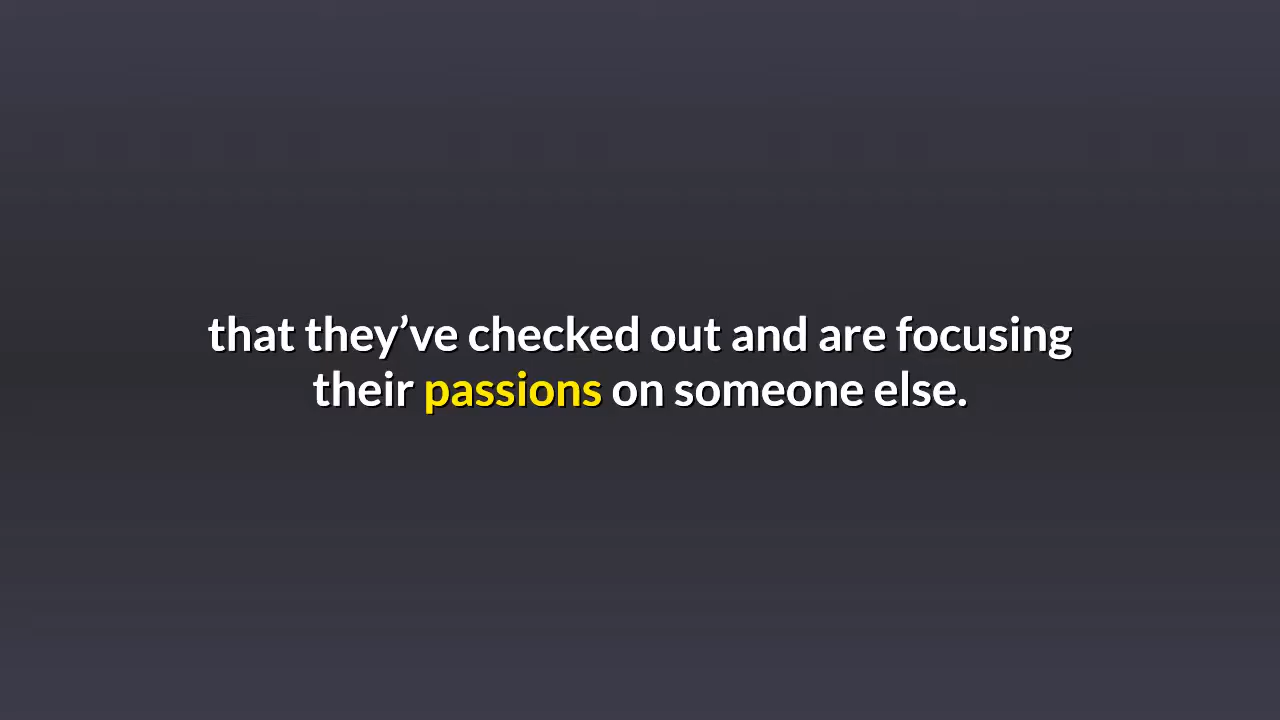 that they’ve checked out and are focusing
their passions on someone else.